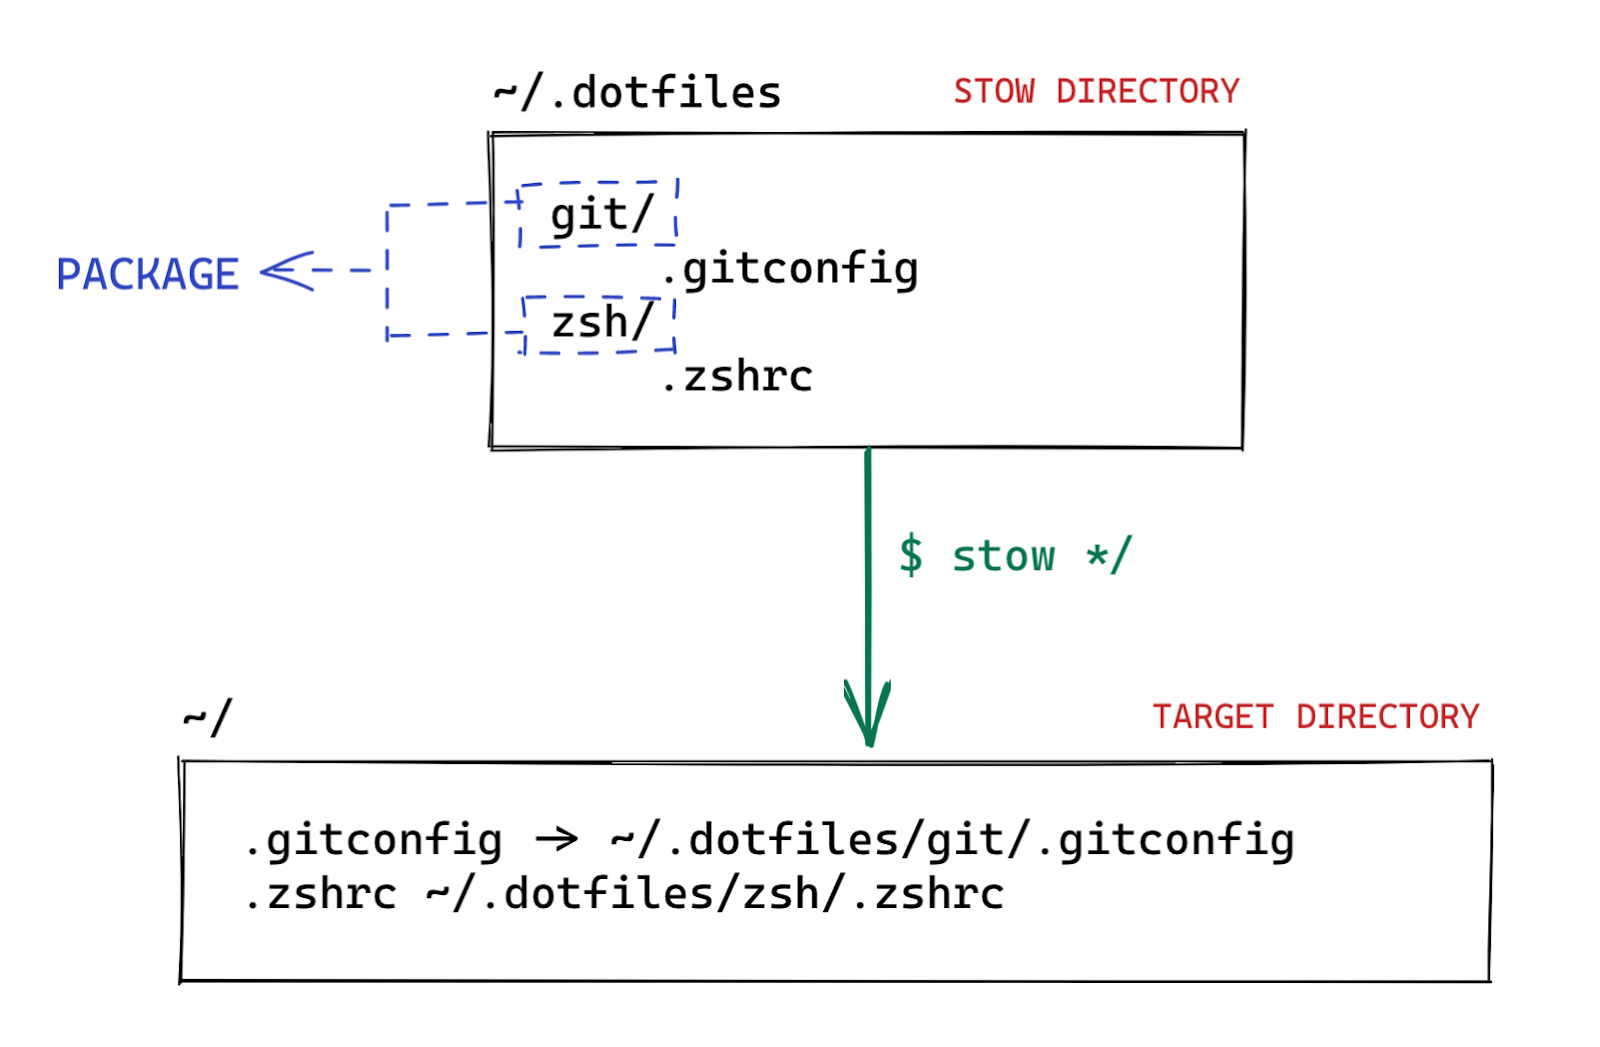 ~/.dotfiles
STOW DIRECTORY
git/
.gitconfig
PACKAGE
zsh/
.zshrc
$ stow */
~/
TARGET DIRECTORY
.gitconfig -> ~/.dotfiles/git/.gitconfig
.zshrc ~/.dotfiles/zsh/.zshrc